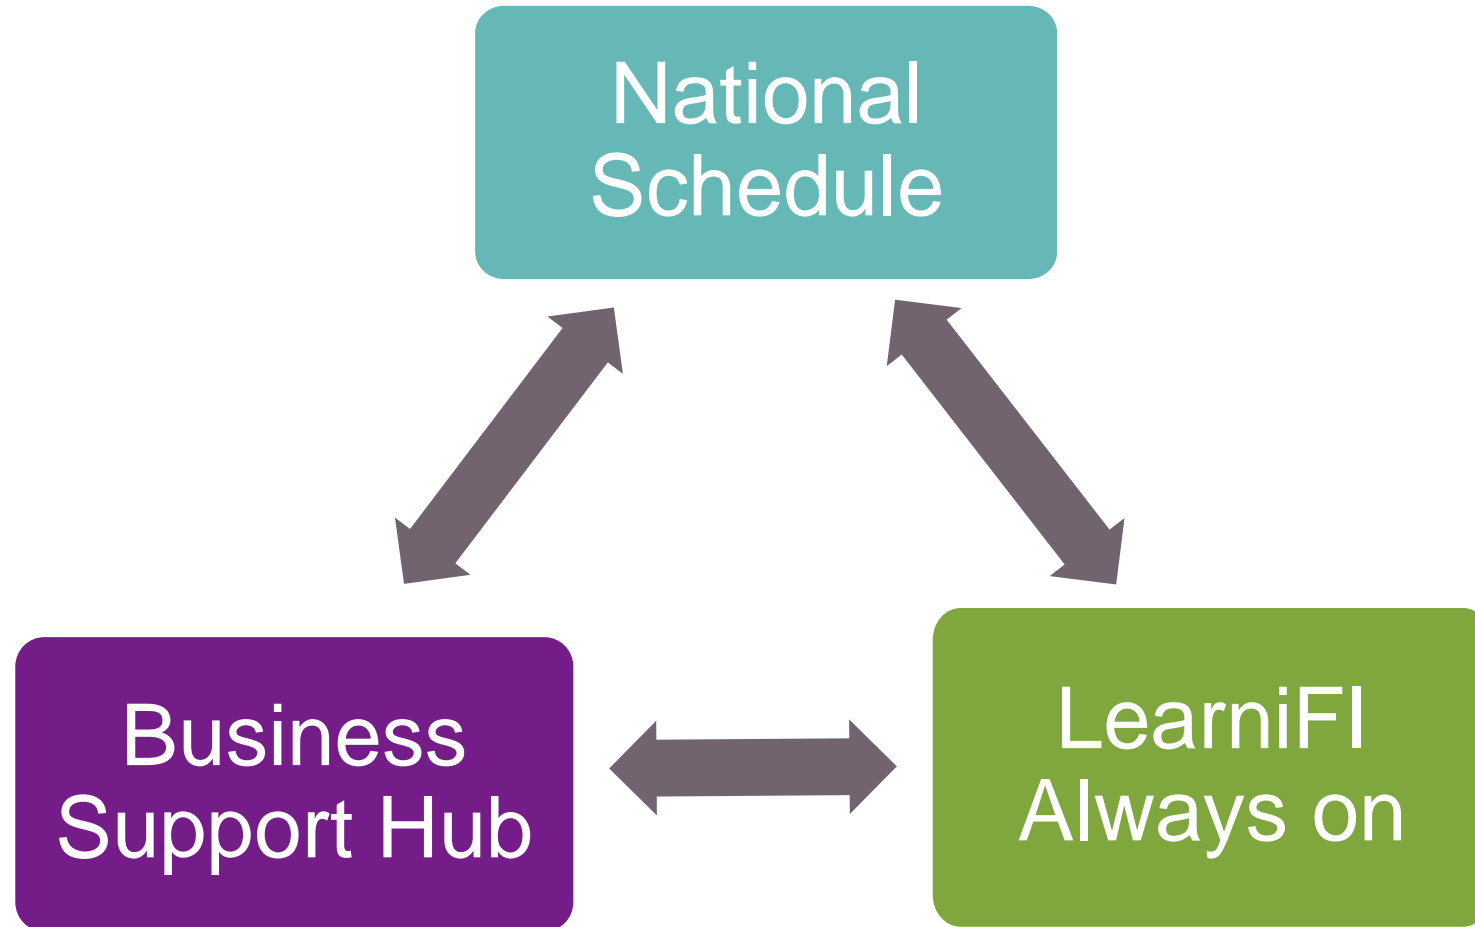 National
Schedule
Business
Support Hub
LearniFI
Always on